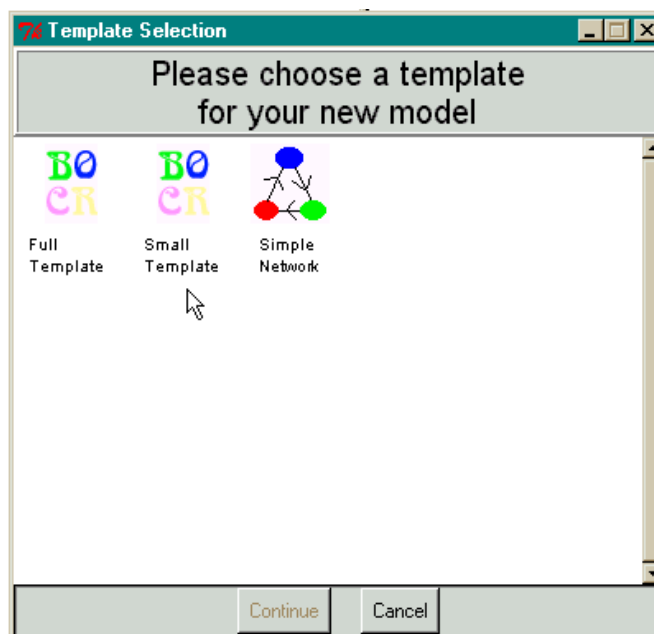 Template Selection
Please choose a template
for your new model
BO
CR
BO
CR
Full
Template
Small
Template
Simple
Network
Continue
Cancel